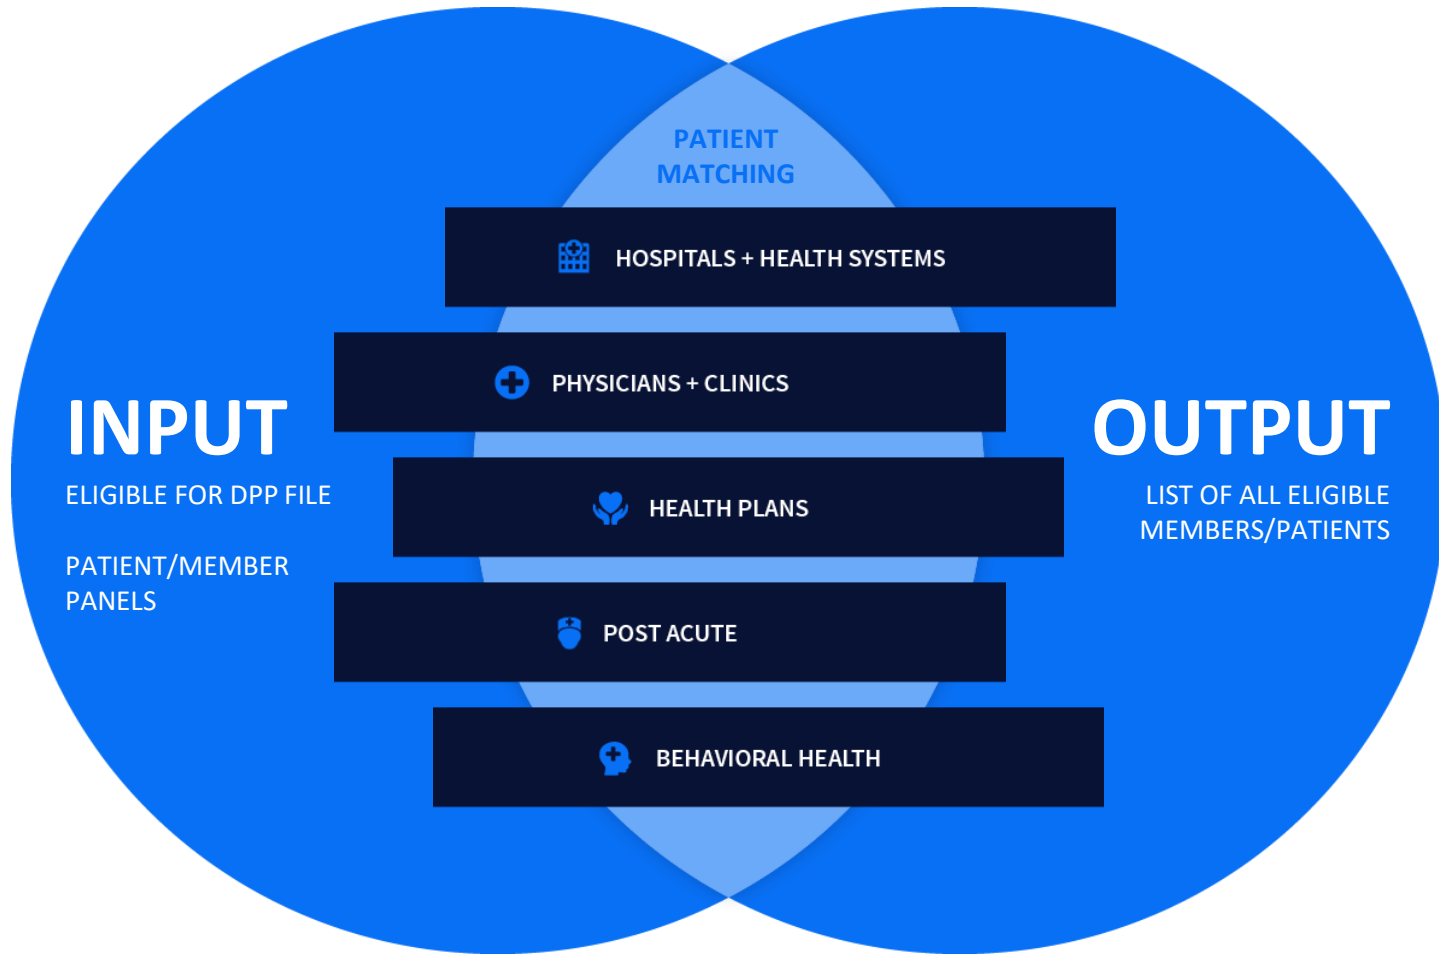 PATIENT
MATCHING
HOSPITALS + HEALTH SYSTEMS
PHYSICIANS + CLINICS
HEALTH PLANS
POST ACUTE
BEHAVIORAL HEALTH
INPUT
ELIGIBLE FOR DPP FILE
PATIENT/MEMBER
PANELS
OUTPUT
LIST OF ALL ELIGIBLE
MEMBERS/PATIENTS